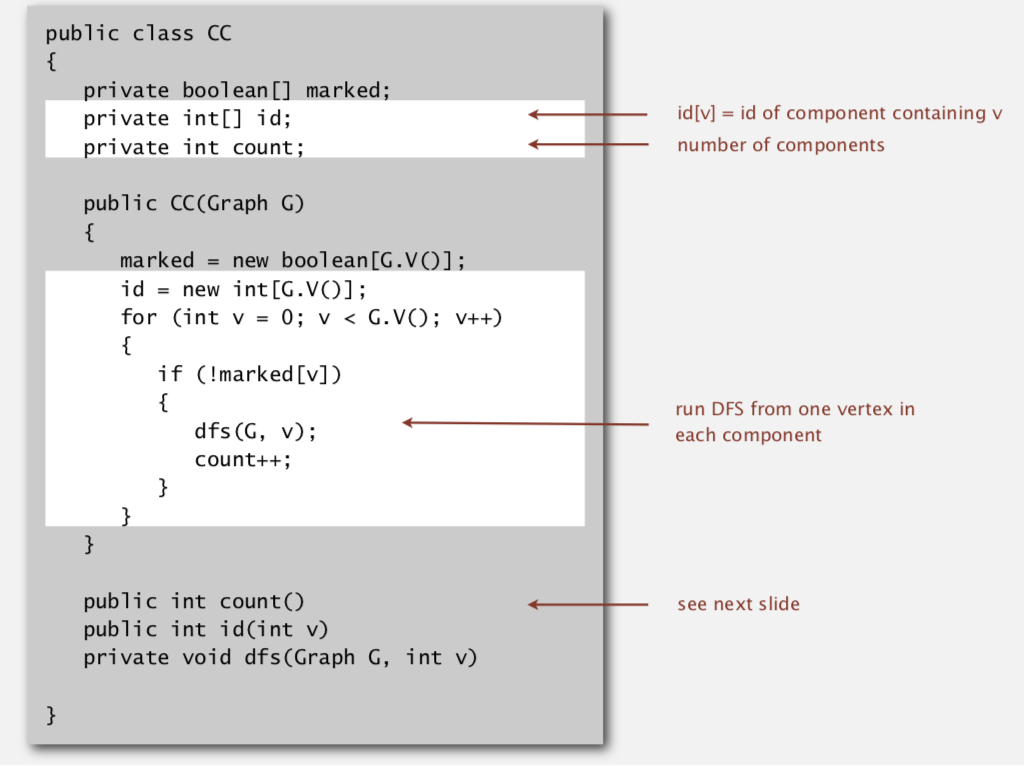 public class CC
{
   private boolean[] marked;
   private int[] id;
   private int count;
   public CC(Graph G)
   {
      marked = new boolean[G.V()];
      id = new int[G.V()];
      for (int v = 0; v < G.V(); v++)
      {
         if (!marked[v])
         {
            dfs(G, v);
            count++;
         }
      }
   }
   public int count()
   public int id(int v)
   private void dfs(Graph G, int v)
}
id[v] = id of component containing v
number of components
run DFS from one vertex in
each component
see next slide